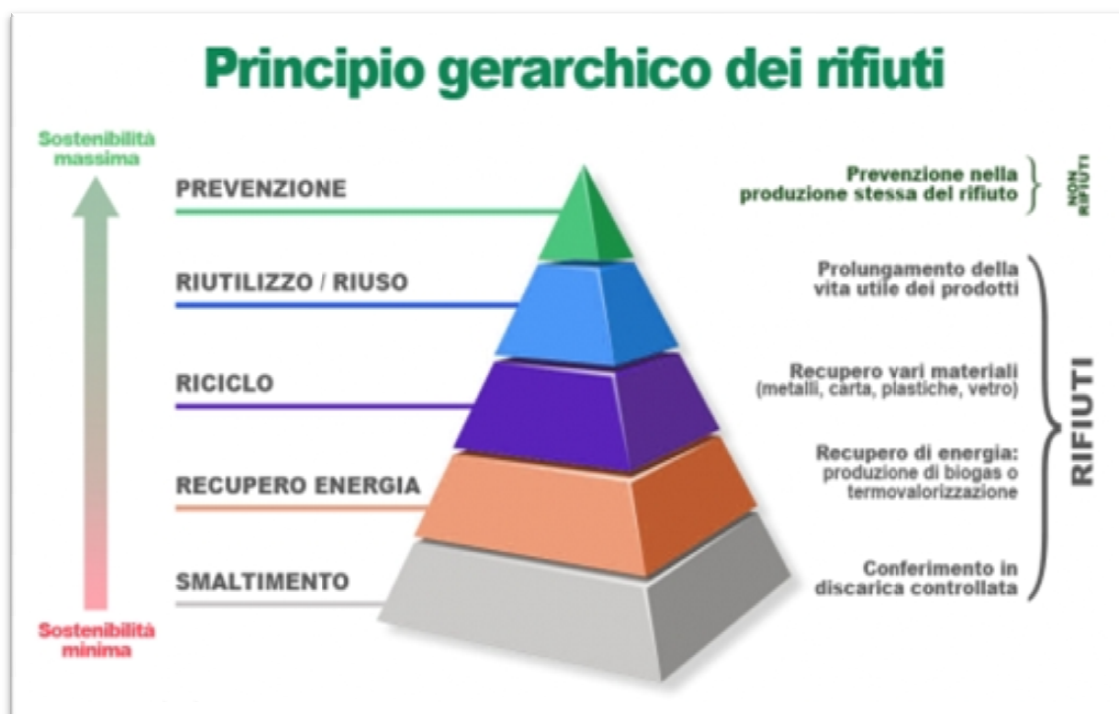 Principio gerarchico dei rifiuti
Sostenibilità
massima
PREVENZIONE
Prevenzione nella
produzione stessa del rifiuto
NON
RIFIUTI
RIUTILIZZO / RIUSO
Prolungamento della
vita utile dei prodotti
RICICLO
Recupero vari materiali
(metalli, carta, plastiche, vetro)
RIFIUTI
RECUPERO ENERGIA
Recupero di energia:
produzione di biogas o
termovalorizzazione
SMALTIMENTO
Conferimento in
discarica controllata
Sostenibilità
minima